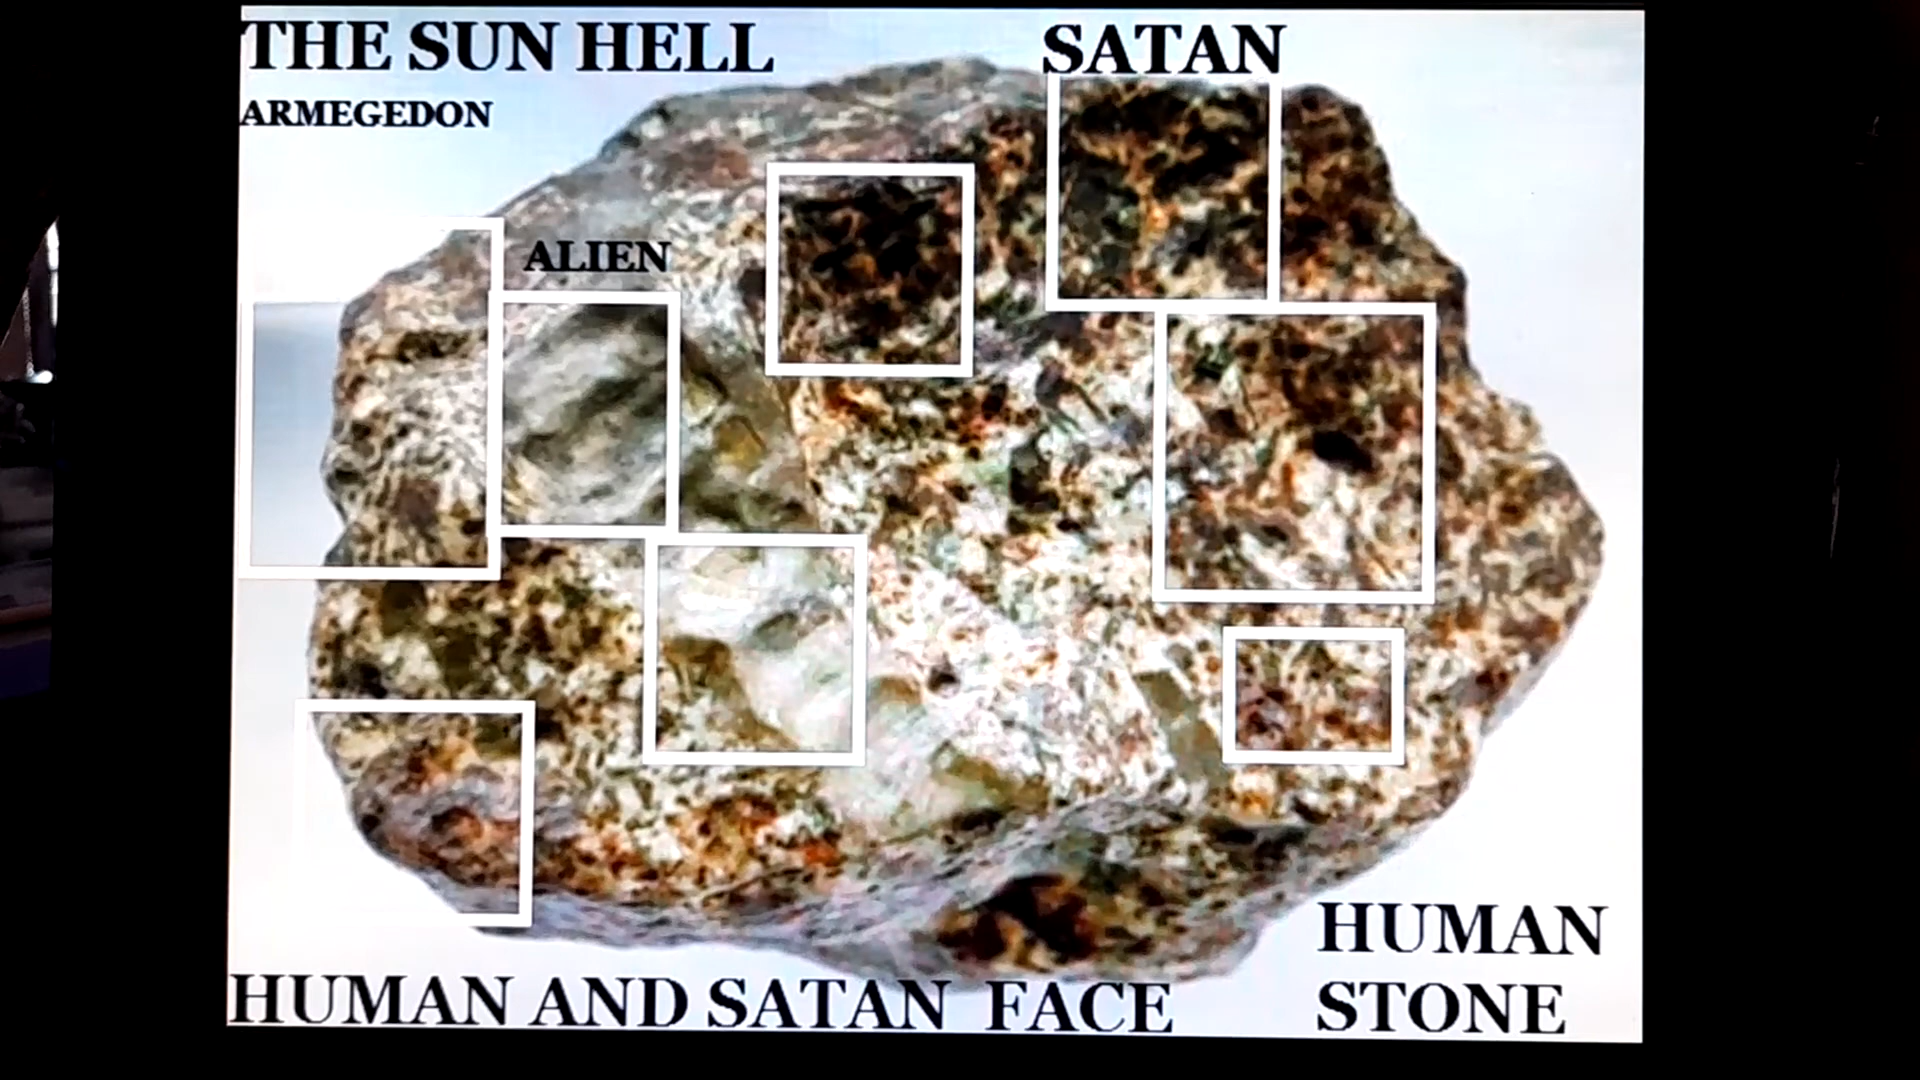 THE SUN HELL
SATAN
ARMEGEDON
ALIEN
HUMAN
STONE
HUMAN AND SATAN FACE